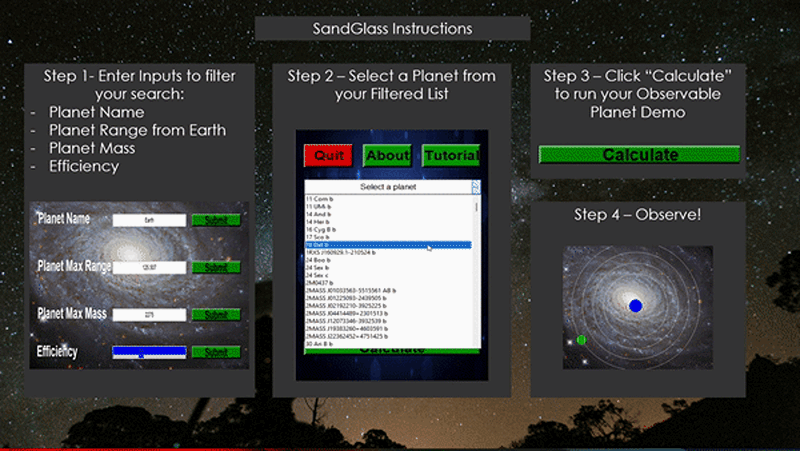 SandGlass Instructions
Step 1- Enter Inputs to filter
your search:
- Planet Name
- Planet Range from Earth
- Planet Mass
- Efficiency
Planet Name Earth Submit
Planet Max Range Submit
Planet Max Mass Submit
Efficiency Submit
Step 2 – Select a Planet from
your Filtered List
Quit About Tutorial
Select a planet
11 Com b
11 UMi b
14 And b
14 Her b
16 Cyg B b
17 Sco b
18 Del b
1RXS J160929.1-210524 b
24 Boo b
24 Sex b
24 Sex c
2M0437 b
2MASS J01033563-5515561 AB b
2MASS J01225093-2439505 b
2MASS J02192210-3925225 b
2MASS J04414489+2301513 b
2MASS J12073346-3932539 b
2MASS J19383260+4603591 b
2MASS J22362452+4751425 b
30 Ari B b
Calculate
Step 3 – Click “Calculate”
to run your Observable
Planet Demo
Calculate
Step 4 – Observe!